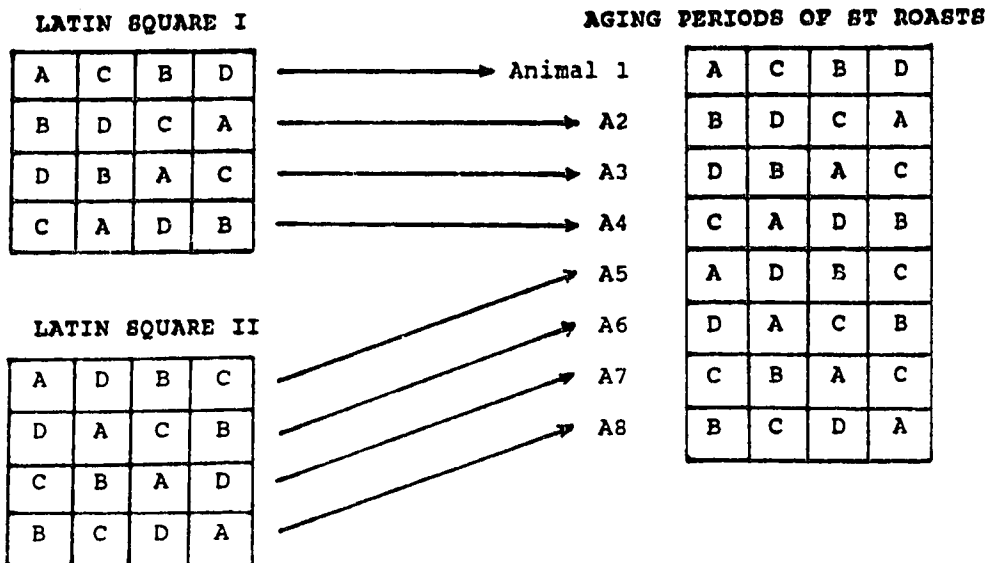 LATIN SQUARE I
A C B D
B D C A
D B A C
C A D B
LATIN SQUARE II
A D B C
D A C B
C B A D
B C D A
AGING PERIODS OF ST ROASTS
Animal 1 A C B D
A2 B D C A
A3 D B A C
A4 C A D B
A5 A D B C
A6 D A C B
A7 C B A C
A8 B C D A